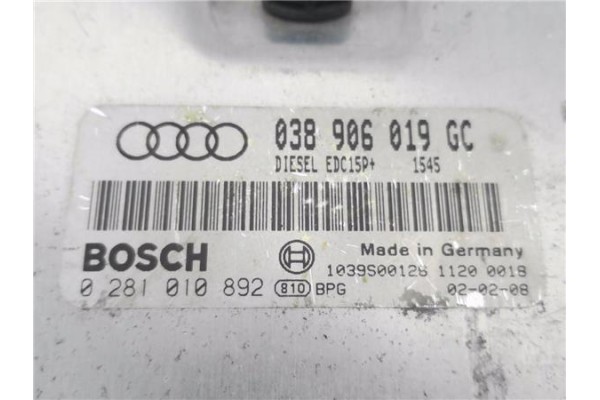 038 906 019 GC
DIESEL EDC15P+ 1545
BOSCH
Made in Germany
1039S00128 1120 0018
0 281 010 892 810 BPG
02-02-08